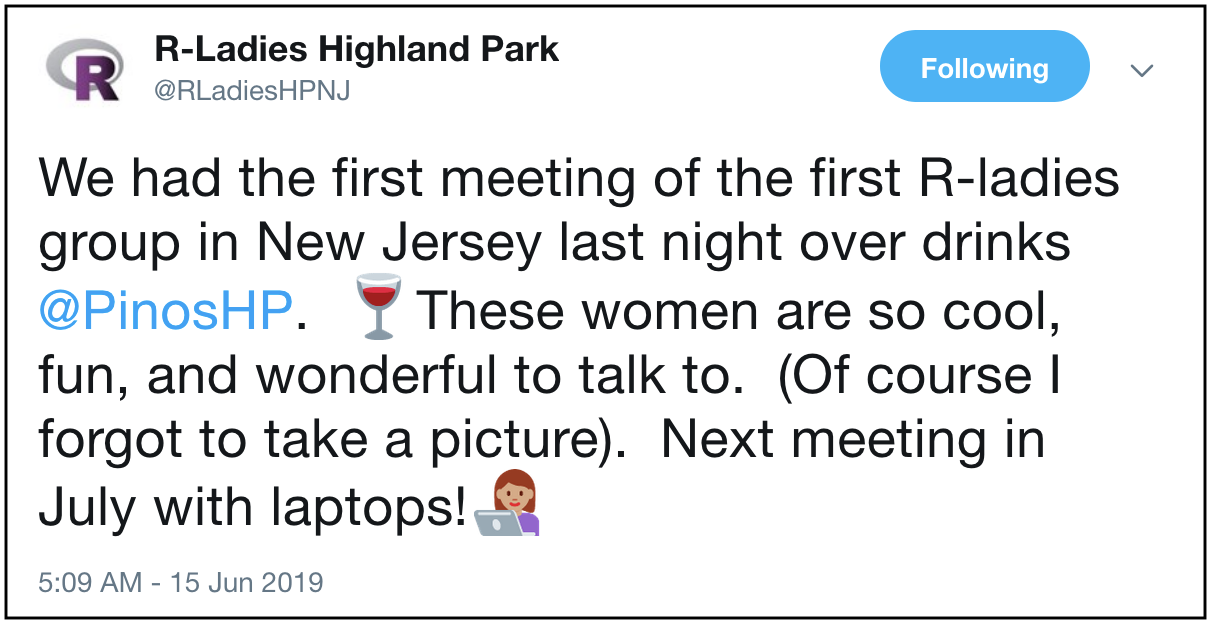 R-Ladies Highland Park
@RLadiesHPNJ
Following
We had the first meeting of the first R-ladies
group in New Jersey last night over drinks
@PinosHP.  🍷 These women are so cool,
fun, and wonderful to talk to.  (Of course I
forgot to take a picture).  Next meeting in
July with laptops! 👩🏽‍💻
5:09 AM - 15 Jun 2019